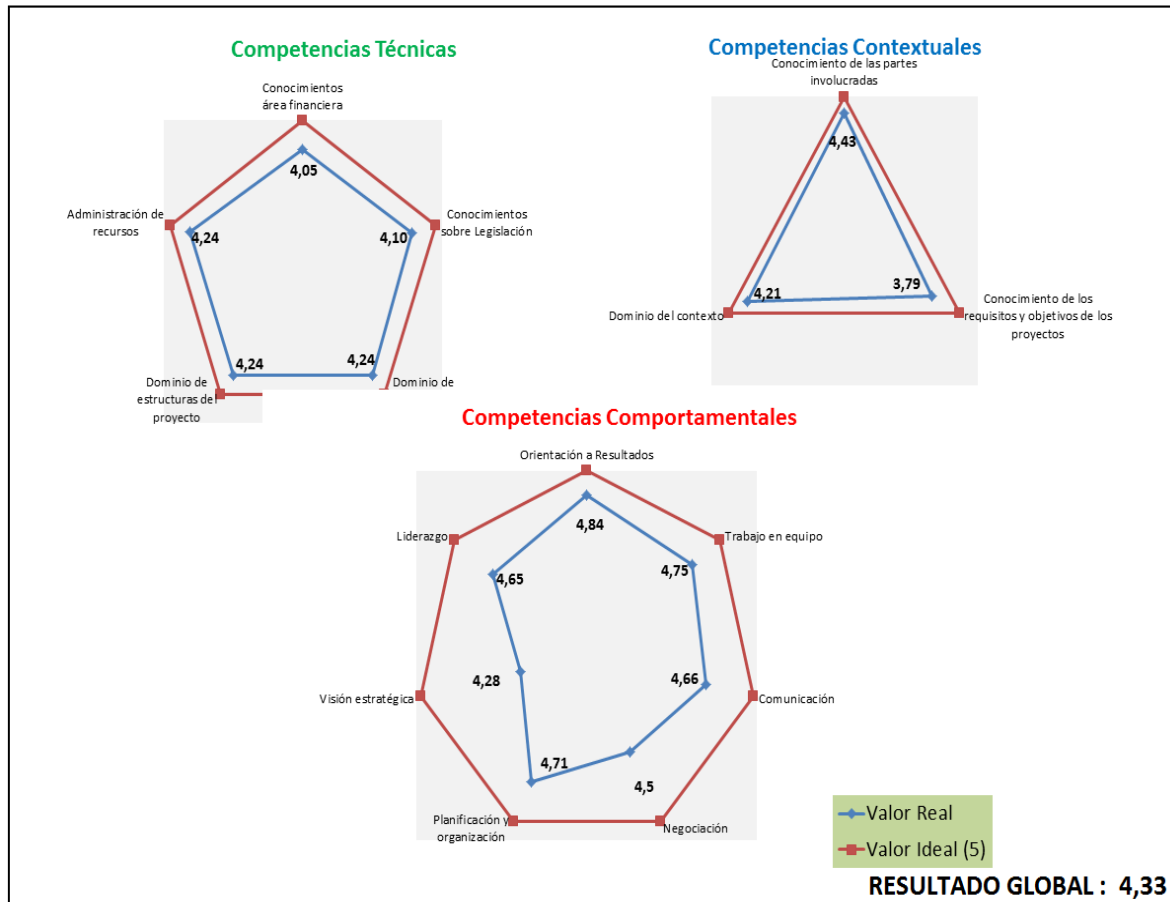 Competencias Técnicas
Conocimientos
área financiera
4,05
Administración de
recursos
4,24
4,10
Conocimientos
sobre Legislación
4,24
4,24
Dominio de
estructuras del
proyecto
Dominio de
Competencias Contextuales
Conocimiento de las partes
involucradas
4,43
4,21
3,79
Dominio del contexto
Conocimiento de los
requisitos y objetivos de los
proyectos
Competencias Comportamentales
Orientación a Resultados
4,84
Liderazgo
4,65
4,75
Trabajo en equipo
Visión estratégica
4,28
4,66
Comunicación
4,71
4,5
Planificación y
organización
Negociación
Valor Real
Valor Ideal (5)
RESULTADO GLOBAL : 4,33